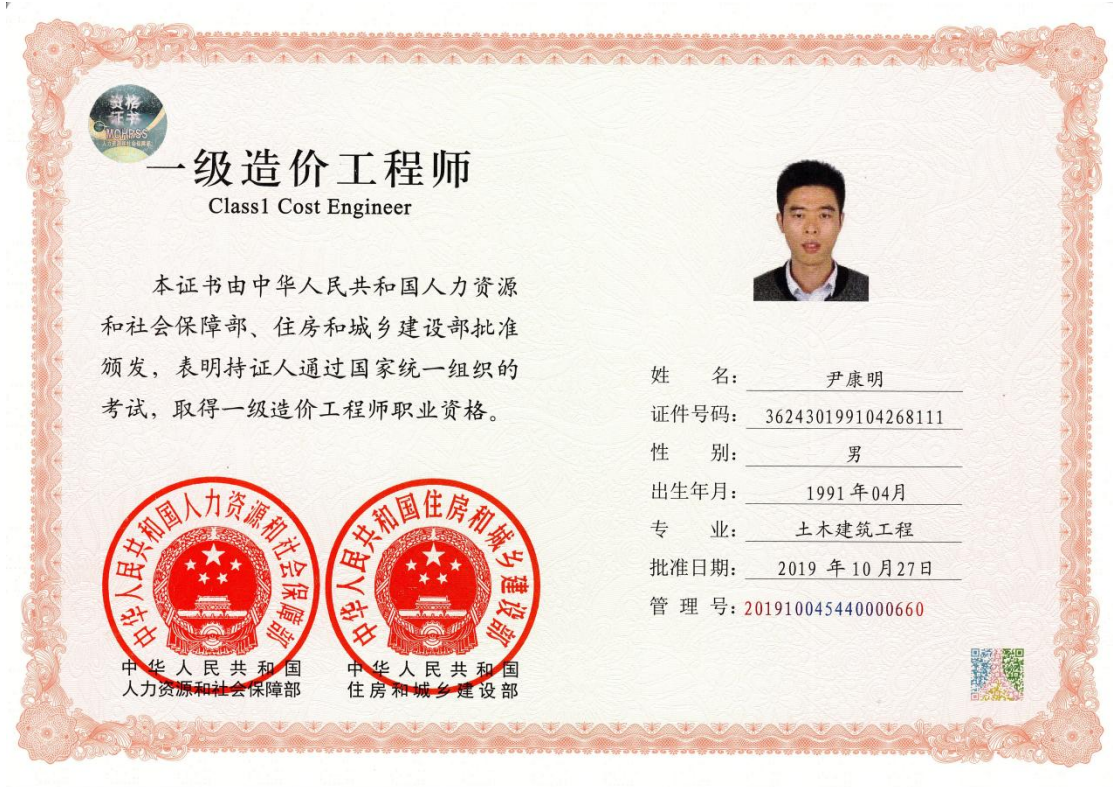 资格
证书
MOHRSS
一级造价工程师
Class1 Cost Engineer
本证书由中华人民共和国人力资源
和社会保障部、住房和城乡建设部批准
颁发，表明持证人通过国家统一组织的
考试，取得一级造价工程师职业资格。
中华人民共和国人力资源和社会保障部
中华人民共和国住房和城乡建设部
中华人民共和国
人力资源和社会保障部
中华人民共和国
住房和城乡建设部
姓 名：尹康明
证件号码：362430199104268111
性 别：男
出生年月：1991年04月
专 业：土木建筑工程
批准日期：2019 年 10 月27日
管 理 号：201910045440000660